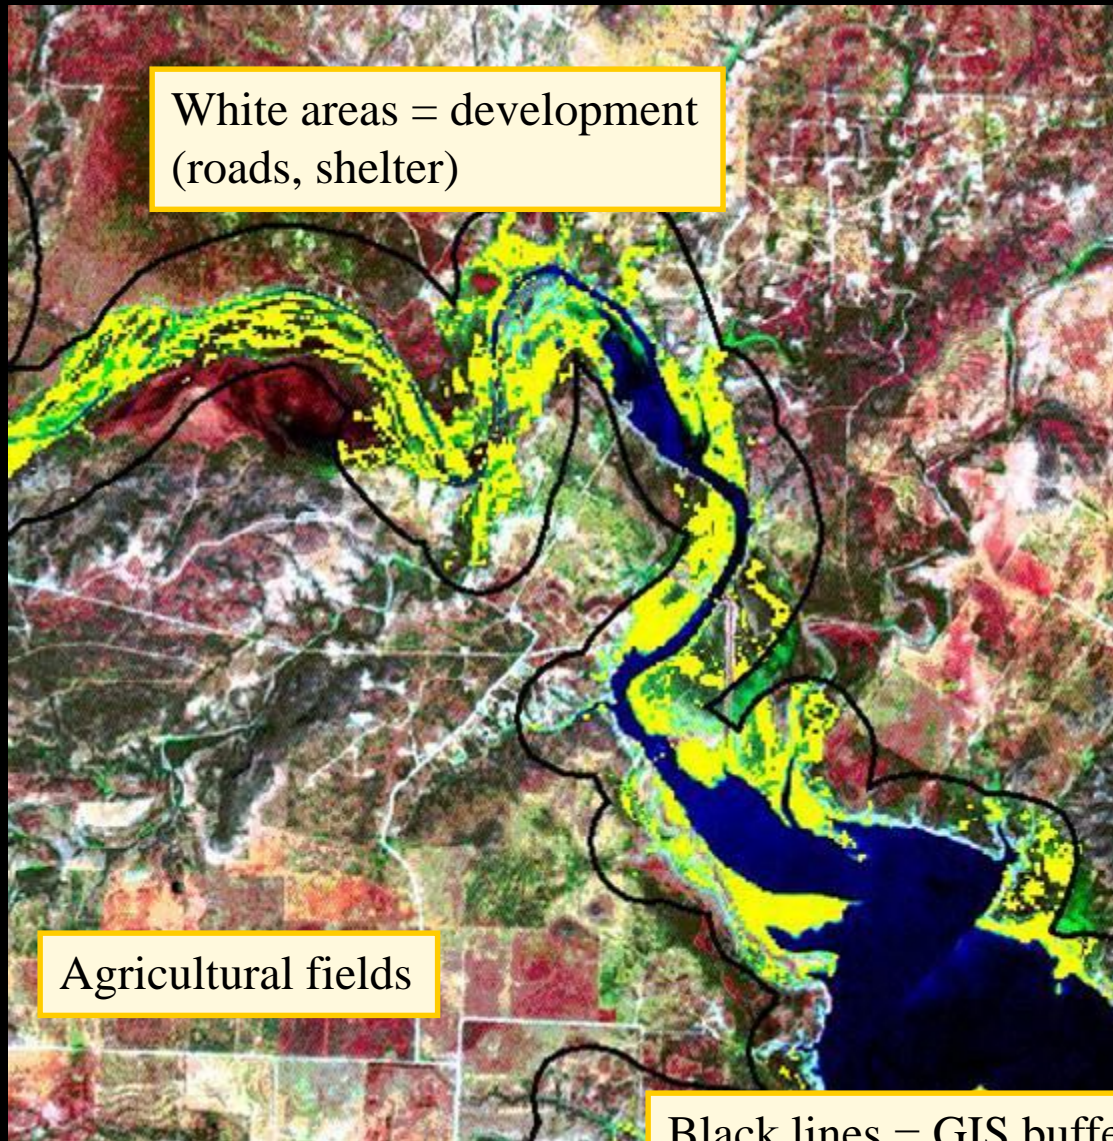 White areas = development
(roads, shelter)
Agricultural fields
Black lines = GIS